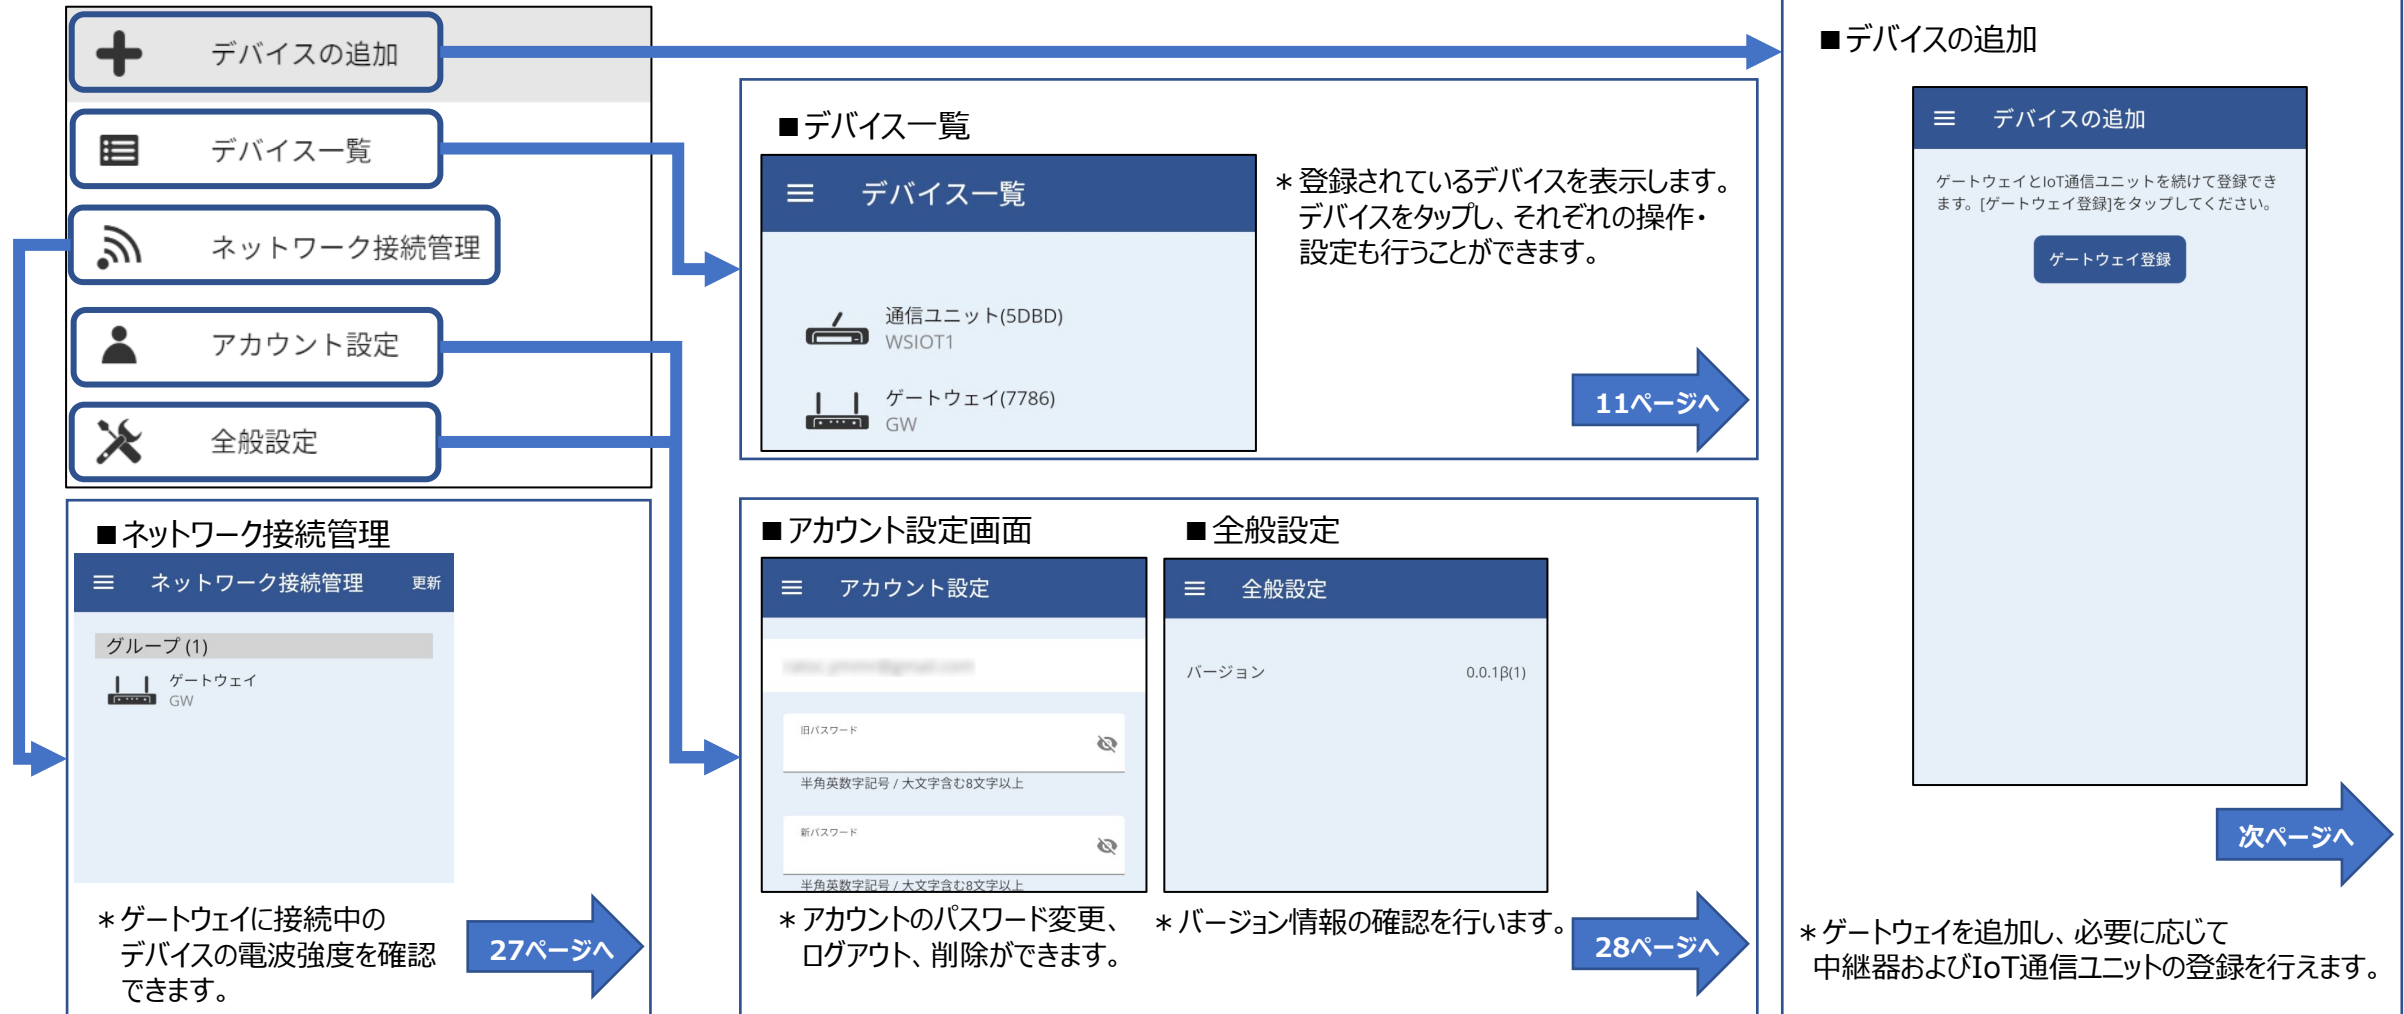 デバイスの追加
デバイス一覧
ネットワーク接続管理
アカウント設定
全般設定
■デバイス一覧
デバイス一覧
通信ユニット(5DBD)
WSIOT1
ゲートウェイ(7786)
GW
＊登録されているデバイスを表示します。
デバイスをタップし、それぞれの操作・
設定も行うことができます。
11ページへ
■ネットワーク接続管理
ネットワーク接続管理 更新
グループ (1)
ゲートウェイ
GW
＊ゲートウェイに接続中の
デバイスの電波強度を確認
できます。
27ページへ
■アカウント設定画面
アカウント設定
旧パスワード
半角英数字記号 / 大文字含む8文字以上
新パスワード
半角英数字記号 / 大文字含む8文字以上
＊アカウントのパスワード変更、
ログアウト、削除ができます。
■全般設定
全般設定
バージョン 0.0.1β(1)
＊バージョン情報の確認を行います。
28ページへ
■デバイスの追加
デバイスの追加
ゲートウェイとIoT通信ユニットを続けて登録でき
ます。[ゲートウェイ登録]をタップしてください。
ゲートウェイ登録
次ページへ
＊ゲートウェイを追加し、必要に応じて
中継器およびIoT通信ユニットの登録を行えます。